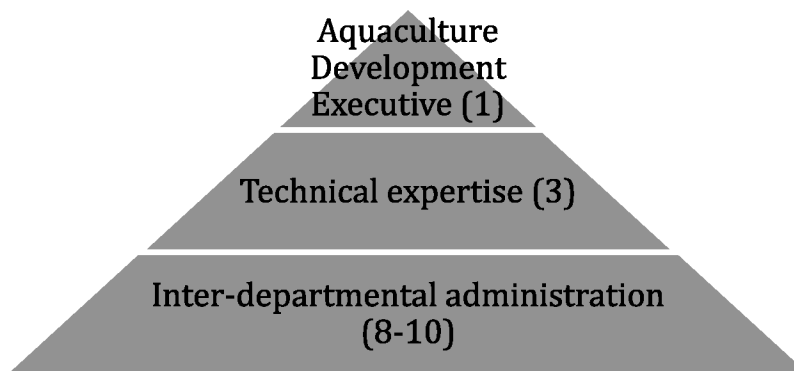 Aquaculture
Development
Executive (1)
Technical expertise (3)
Inter-departmental administration
(8-10)